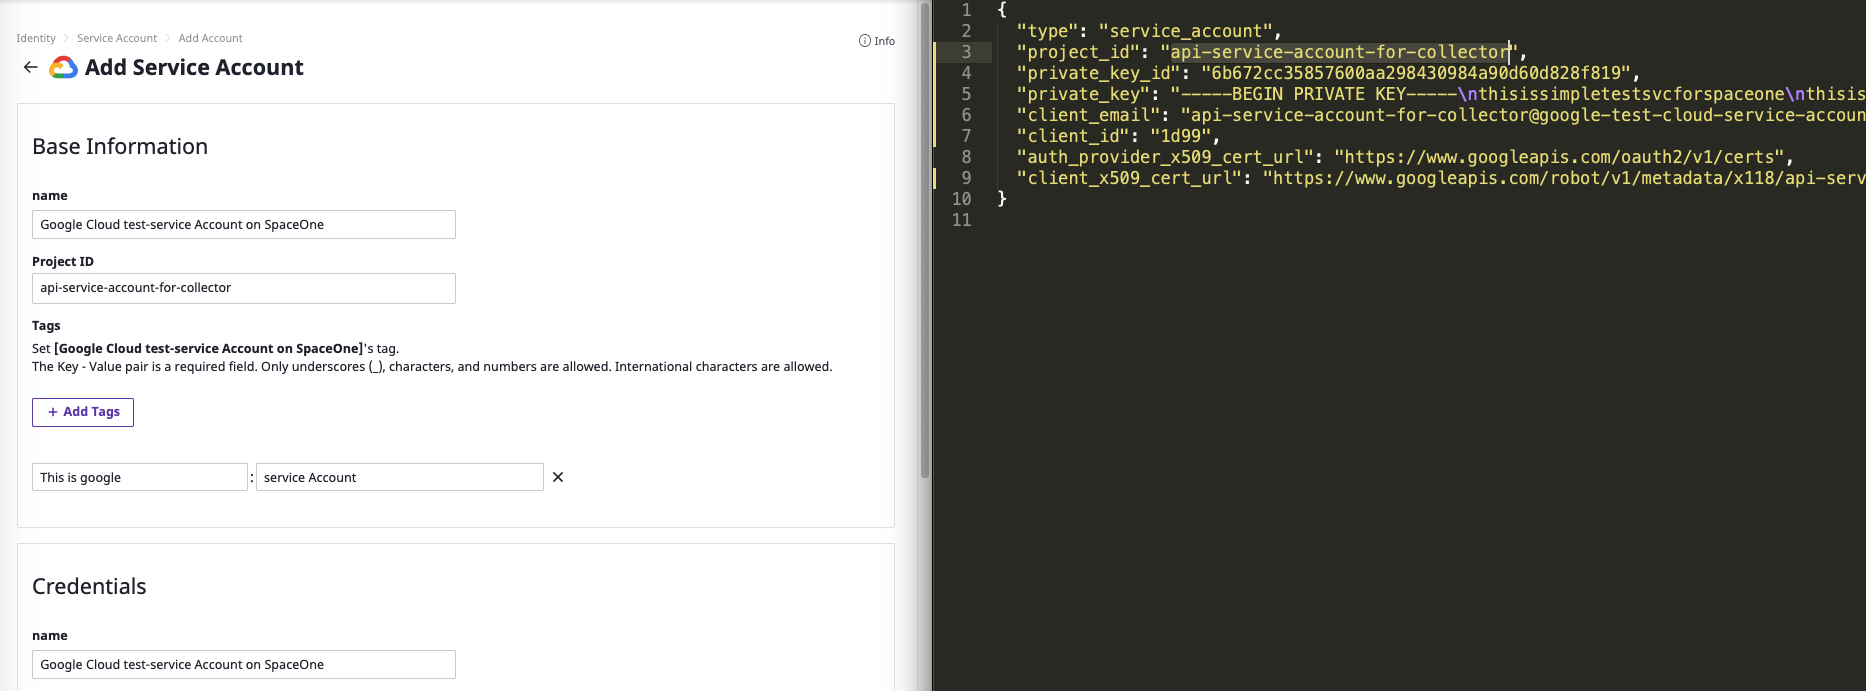 Identity > Service Account > Add Account
Info
Add Service Account
Base Information
name
Google Cloud test-service Account on SpaceOne
Project ID
api-service-account-for-collector
Tags
Set [Google Cloud test-service Account on SpaceOne]'s tag.
The Key - Value pair is a required field. Only underscores (_), characters, and numbers are allowed. International characters are allowed.
+ Add Tags
This is google : service Account ×
Credentials
name
Google Cloud test-service Account on SpaceOne
1 {
2 "type": "service_account",
3 "project_id": "api-service-account-for-collector",
4 "private_key_id": "6b672cc35857600aa298430984a90d60d828f819",
5 "private_key": "-----BEGIN PRIVATE KEY-----\nthisissimpletestsvcforspaceone\nthisis
6 "client_email": "api-service-account-for-collector@google-test-cloud-service-accoun
7 "client_id": "1d99",
8 "auth_provider_x509_cert_url": "https://www.googleapis.com/oauth2/v1/certs",
9 "client_x509_cert_url": "https://www.googleapis.com/robot/v1/metadata/x118/api-serv
10 }
11